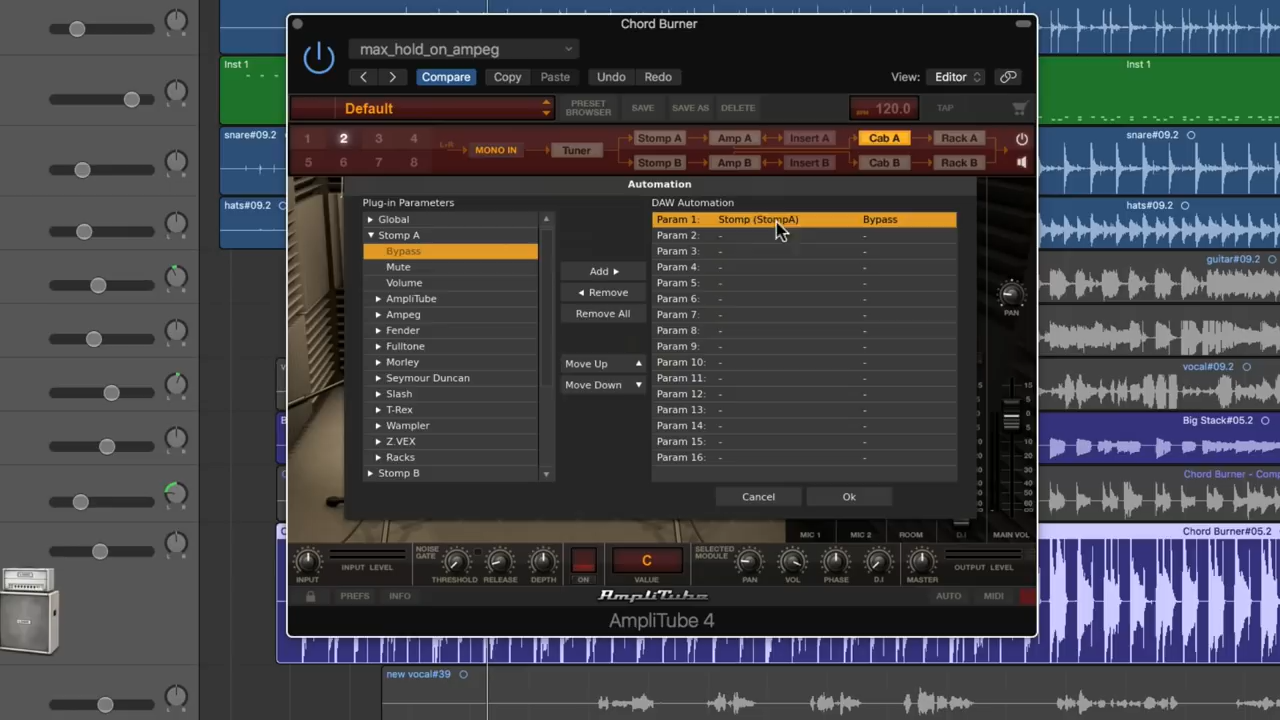 Chord Burner
max_hold_on_ampeg
Compare Copy Paste Undo Redo View: Editor
Default PRESET BROWSER SAVE SAVE AS DELETE BPM 120.0 TAP
1 2 3 4 L+R MONO IN Tuner Stomp A Amp A Insert A Cab A Rack A
5 6 7 8 Stomp B Amp B Insert B Cab B Rack B
Automation
Plug-in Parameters DAW Automation
Global Param 1: Stomp (StompA) Bypass
Stomp A Param 2: - -
Bypass Param 3: - -
Mute Param 4: - -
Volume Param 5: - -
AmpliTube Param 6: - -
Ampeg Param 7: - -
Fender Param 8: - -
Fulltone Param 9: - -
Morley Param 10: - -
Seymour Duncan Param 11: - -
Slash Param 12: - -
T-Rex Param 13: - -
Wampler Param 14: - -
Z.VEX Param 15: - -
Racks Param 16: - -
Stomp B
Add
Remove
Remove All
Move Up
Move Down
Cancel Ok
PAN
MIC 1 MIC 2 ROOM D.I MAIN VOL
INPUT INPUT LEVEL NOISE GATE THRESHOLD RELEASE DEPTH ON C VALUE SELECTED MODULE PAN VOL PHASE D.I MASTER OUTPUT LEVEL
PREFS INFO AmpliTube AUTO MIDI
AmpliTube 4
Inst 1 Inst 1
snare#09.2 snare#09.2
hats#09.2 hats#09.2
guitar#09.2
vocal#09.2
Big Stack#05.2
Chord Burner - Comp
Chord Burner#05.2
new vocal#39